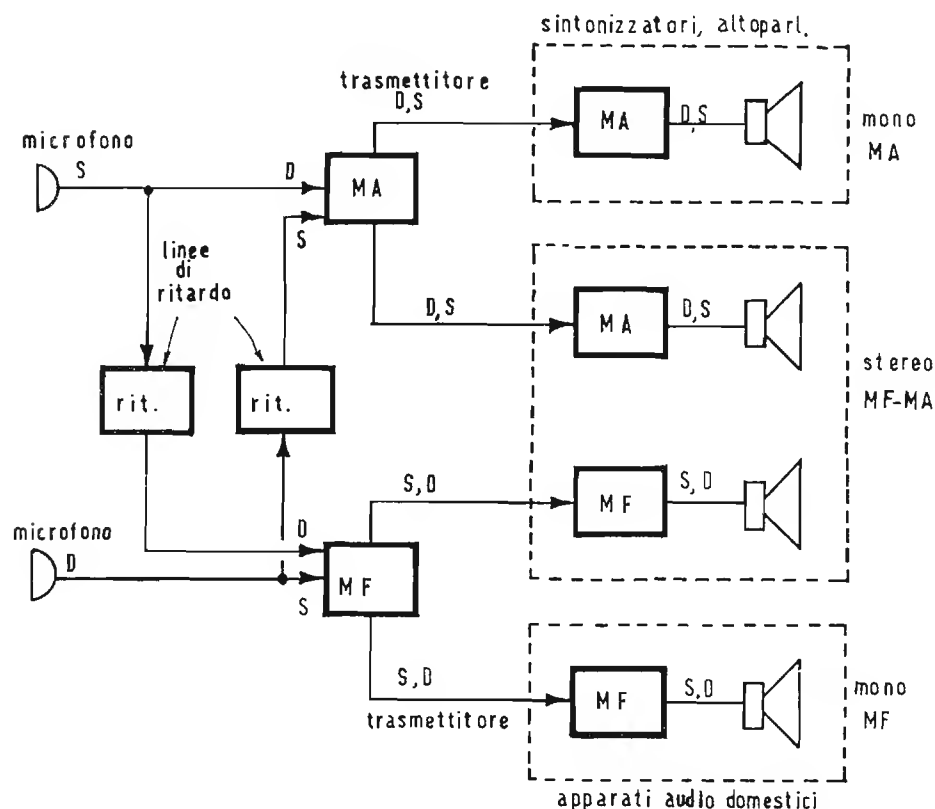 sintonizzatori, altoparl.
trasmettitore
D,S
MA
D,S
mono
MA
microfono
S
D
MA
S
linee
di
ritardo
D,S
MA
D,S
stereo
MF-MA
rit.
rit.
S,D
MF
S,D
microfono
D
D
MF
S
S,D
trasmettitore
MF
S,D
mono
MF
apparati audio domestici